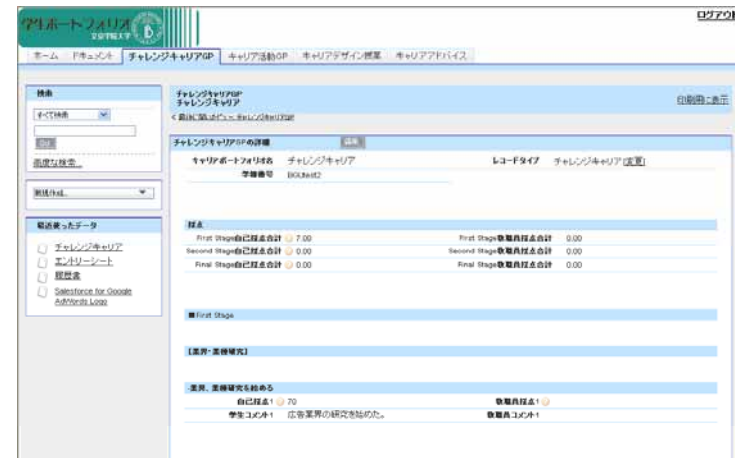 学生ポートフォリオ
ログアウ
ホーム ドキュメント チャレンジキャリアGP キャリア活動GP キャリアデザイン授業 キャリアアドバイス
検索
すべて検索
Go!
高度な検索...
新規作成...
最近使ったデータ
チャレンジキャリア
エントリーシート
履歴書
Salesforce for Google
AdWords Logo
チャレンジキャリアGP
チャレンジキャリア
印刷用に表示
チャレンジキャリアGPの詳細 編集
キャリアポートフォリオ名 チャレンジキャリア レコードタイプ チャレンジキャリア [変更]
学籍番号 BGUtest2
採点
First Stage自己採点合計 7.00 First Stage教職員採点合計 0.00
Second Stage自己採点合計 0.00 Second Stage教職員採点合計 0.00
Final Stage自己採点合計 0.00 Final Stage教職員採点合計 0.00
■First Stage
【業界・業種研究】
-業界、業種研究を始める
自己採点1 70 教職員採点1
学生コメント1 広告業界の研究を始めた。 教職員コメント1